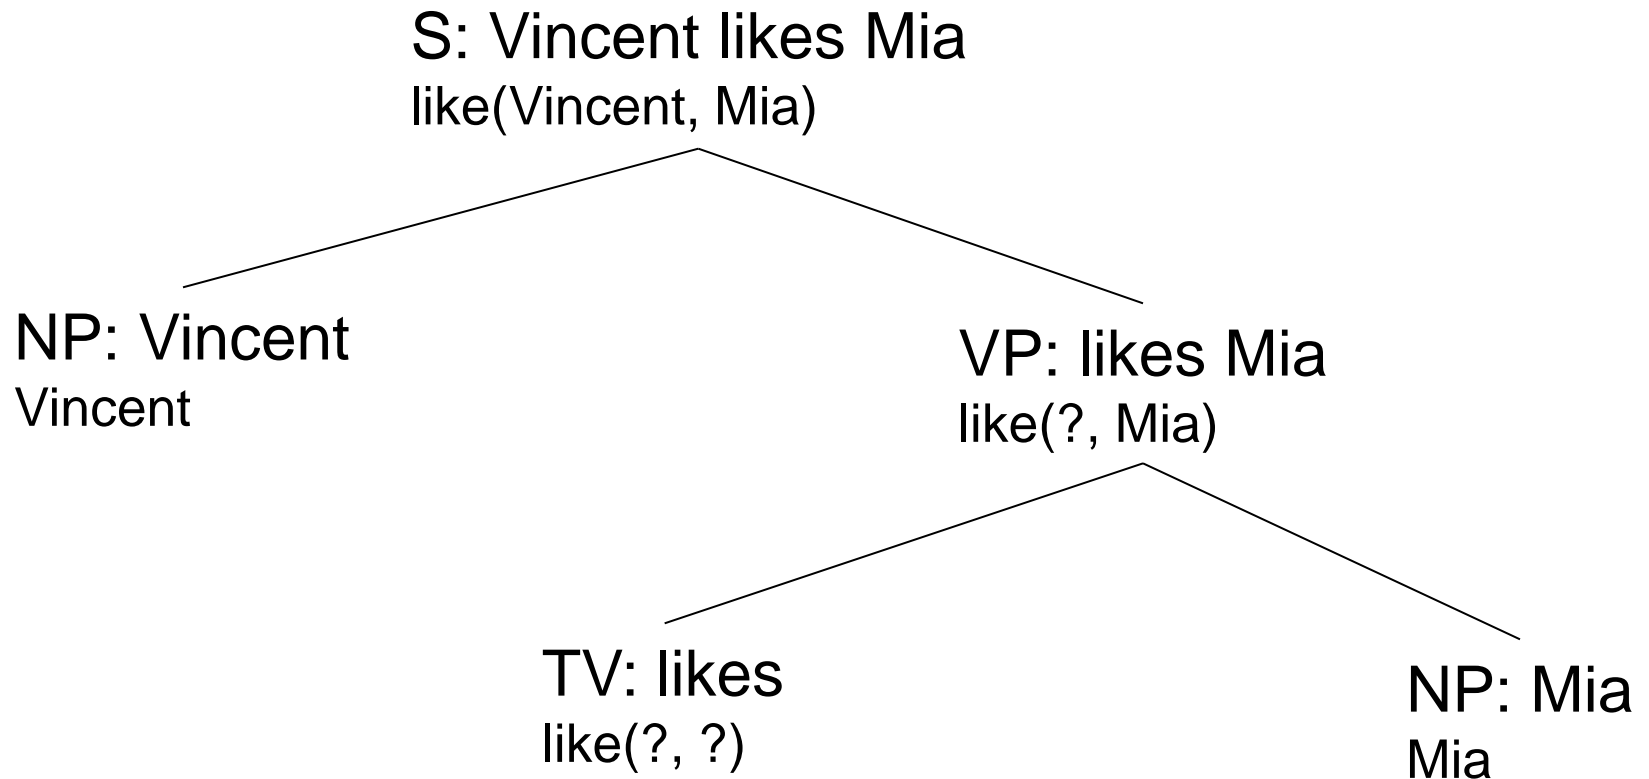 S: Vincent likes Mia
like(Vincent, Mia)
NP: Vincent
Vincent
VP: likes Mia
like(?, Mia)
TV: likes
like(?, ?)
NP: Mia
Mia